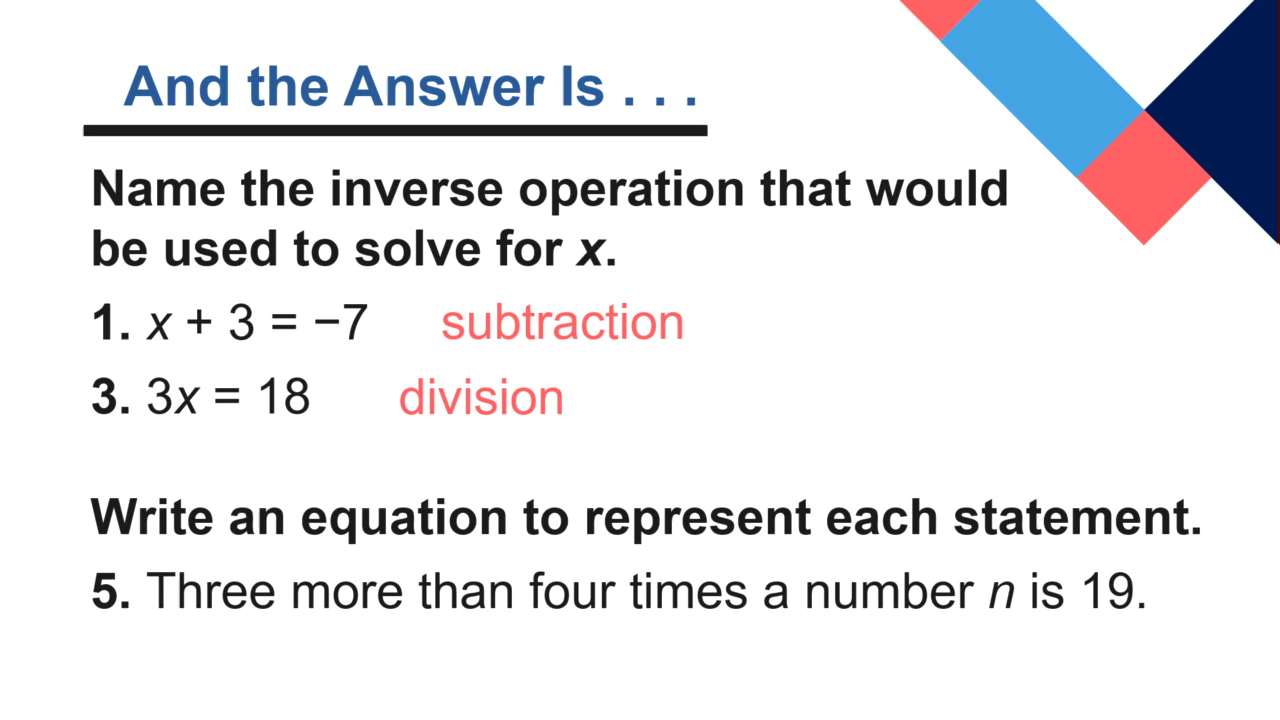 And the Answer Is . . .
Name the inverse operation that would
be used to solve for x.
1. x + 3 = −7 subtraction
3. 3x = 18 division
Write an equation to represent each statement.
5. Three more than four times a number n is 19.